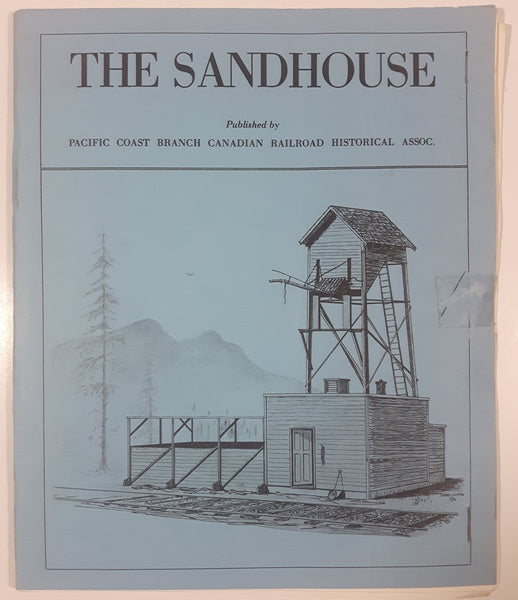 THE SANDHOUSE
Published by
PACIFIC COAST BRANCH CANADIAN RAILROAD HISTORICAL ASSOC.